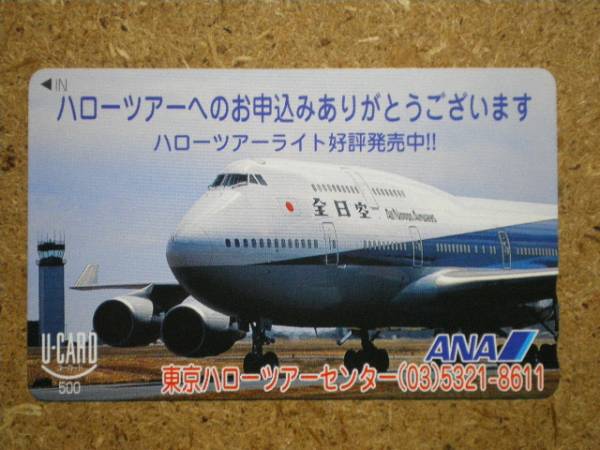 ◀IN
ハローツアーへのお申込みありがとうございます
ハローツアーライト好評発売中!!
全日空 All Nippon Airways
U-CARD
500
ANA
東京ハローツアーセンター(03)5321-8611